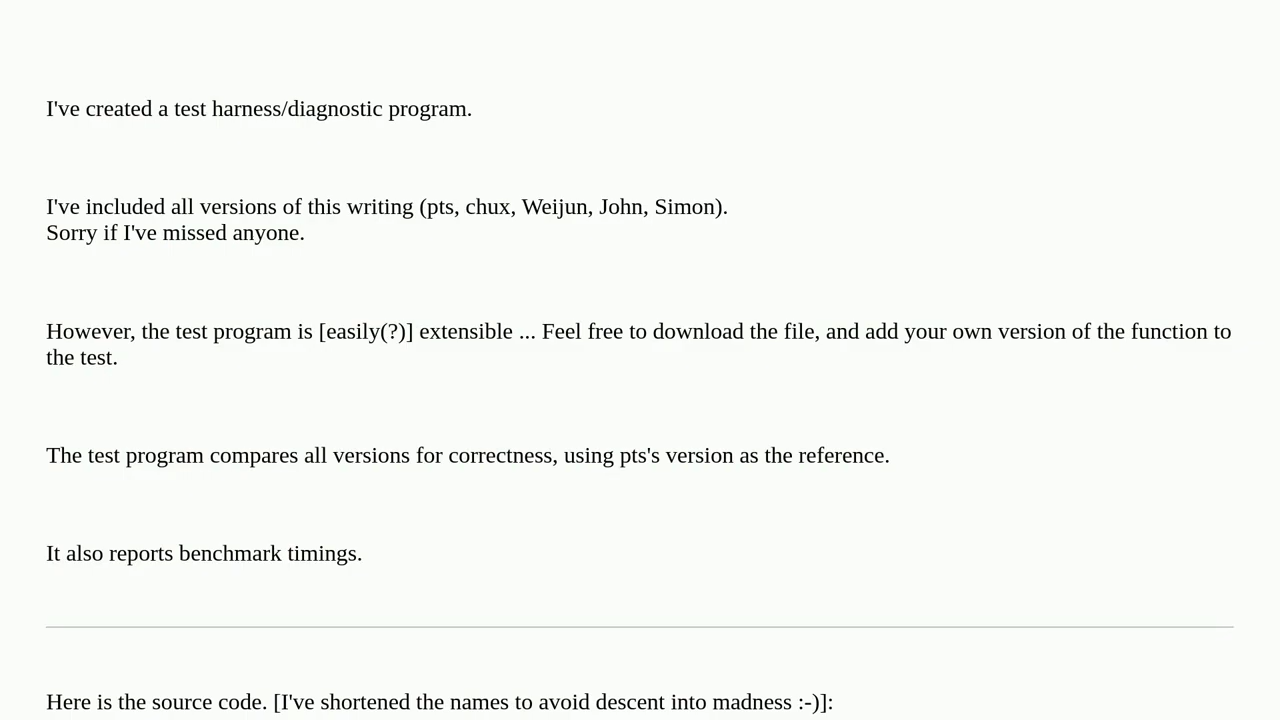 I've created a test harness/diagnostic program.
I've included all versions of this writing (pts, chux, Weijun, John, Simon).
Sorry if I've missed anyone.
However, the test program is [easily(?)] extensible ... Feel free to download the file, and add your own version of the function to
the test.
The test program compares all versions for correctness, using pts's version as the reference.
It also reports benchmark timings.
Here is the source code. [I've shortened the names to avoid descent into madness :-)]: